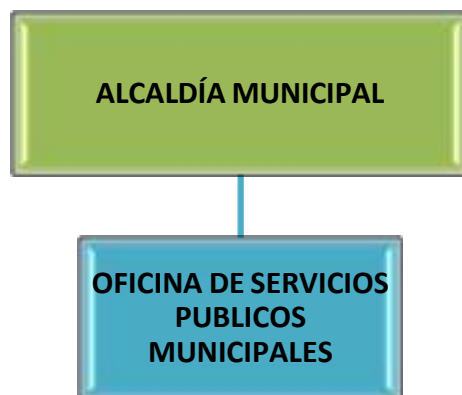 ALCALDÍA MUNICIPAL
OFICINA DE SERVICIOS
PUBLICOS
MUNICIPALES